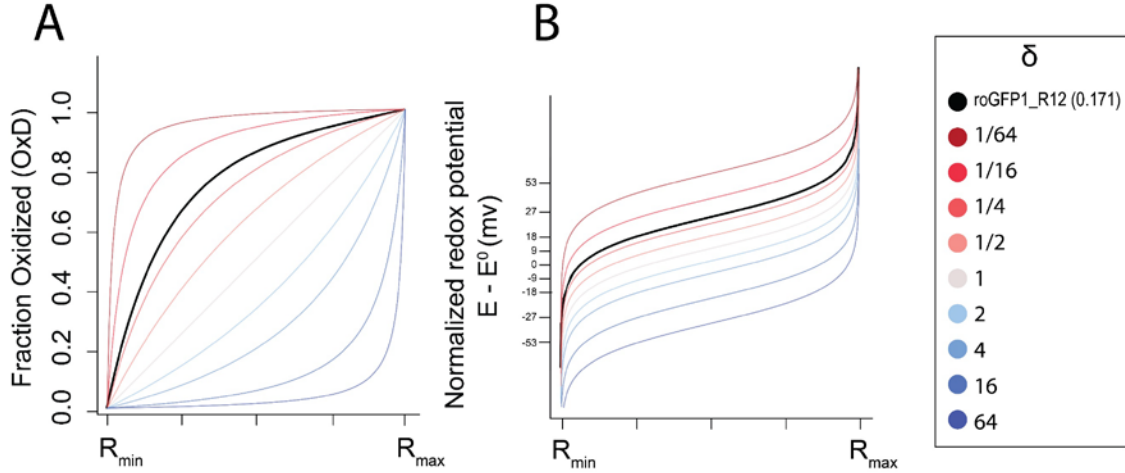 A
Fraction Oxidized (OxD)
1.0
0.8
0.6
0.4
0.2
0.0
Rmin
Rmax
B
Normalized redox potential
E - E⁰ (mv)
53
27
18
9
0
-9
-18
-27
-53
Rmin
Rmax
δ
roGFP1_R12 (0.171)
1/64
1/16
1/4
1/2
1
2
4
16
64